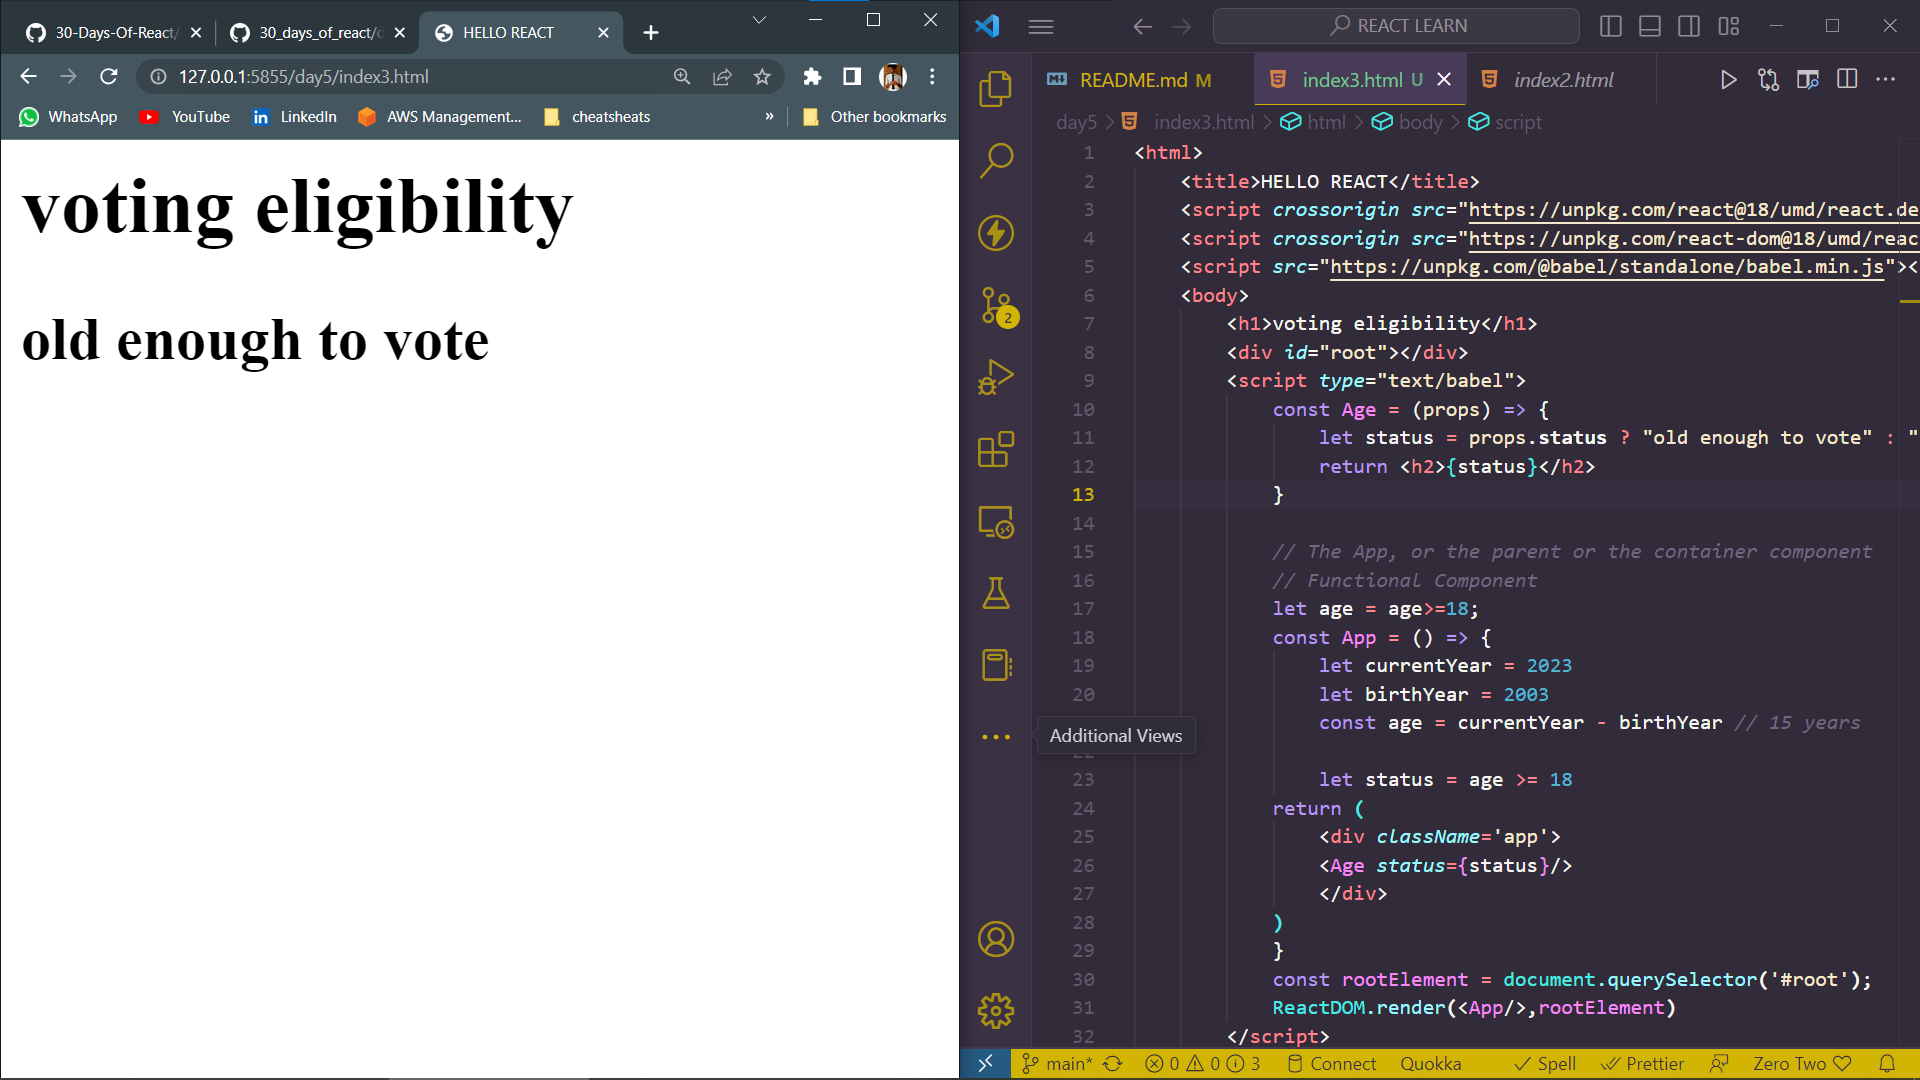 30-Days-Of-React/
30_days_of_react/
HELLO REACT
127.0.0.1:5855/day5/index3.html
WhatsApp
YouTube
LinkedIn
AWS Management...
cheatsheats
»
Other bookmarks
voting eligibility
old enough to vote
REACT LEARN
README.md M
index3.html U
index2.html
day5 > index3.html > html > body > script
1 <html>
2 <title>HELLO REACT</title>
3 <script crossorigin src="https://unpkg.com/react@18/umd/react.de
4 <script crossorigin src="https://unpkg.com/react-dom@18/umd/reac
5 <script src="https://unpkg.com/@babel/standalone/babel.min.js"><
6 <body>
7 <h1>voting eligibility</h1>
8 <div id="root"></div>
9 <script type="text/babel">
10 const Age = (props) => {
11 let status = props.status ? "old enough to vote" : "
12 return <h2>{status}</h2>
13 }
14
15 // The App, or the parent or the container component
16 // Functional Component
17 let age = age>=18;
18 const App = () => {
19 let currentYear = 2023
20 let birthYear = 2003
const age = currentYear - birthYear // 15 years
Additional Views
23 let status = age >= 18
24 return (
25 <div className='app'>
26 <Age status={status}/>
27 </div>
28 )
29 }
30 const rootElement = document.querySelector('#root');
31 ReactDOM.render(<App/>,rootElement)
32 </script>
2
main* 0 0 3 Connect Quokka Spell Prettier Zero Two